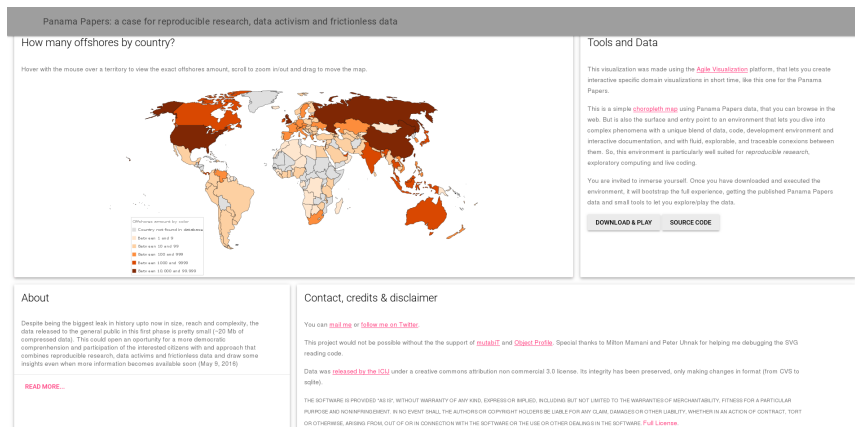 Panama Papers: a case for reproducible research, data activism and frictionless data
How many offshores by country?
Hover with the mouse over a territory to view the exact offshores amount, scroll to zoom in/out and drag to move the map.
Offshores amount by color
Country not found in database
Between 1 and 9
Between 10 and 99
Between 100 and 999
Between 1000 and 9999
Between 10.000 and 99.999
Tools and Data
This visualization was made using the Agile Visualization platform, that lets you create
interactive specific domain visualizations in short time, like this one for the Panama
Papers.
This is a simple choropleth map using Panama Papers data, that you can browse in the
web. But is also the surface and entry point to an environment that lets you dive into
complex phenomena with a unique blend of data, code, development environment and
interactive documentation, and with fluid, explorable, and traceable conexions between
them. So, this environment is particularly well suited for reproducible research,
exploratory computing and live coding.
You are invited to inmerse yourself. Once you have downloaded and executed the
environment, it will bootstrap the full experience, getting the published Panama Papers
data and small tools to let you explore/play the data.
DOWNLOAD & PLAY
SOURCE CODE
About
Despite being the biggest leak in history upto now in size, reach and complexity, the
data released to the general public in this first phase is pretty small (~20 Mb of
compressed data). This could open an oportunity for a more democratic
comprenhention and participation of the interested citizens with and approach that
combines reproducible research, data activims and frictionless data and draw some
insights even when more information becomes available soon (May 9, 2016)
READ MORE...
Contact, credits & disclaimer
You can mail me or follow me on Twitter.
This project would not be possible without the the support of mutabiT and Object Profile. Special thanks to Milton Mamani and Peter Uhnak for helping me debugging the SVG
reading code.
Data was released by the ICIJ under a creative commons attribution non commercial 3.0 license. Its integrity has been preserved, only making changes in format (from CVS to
sqlite).
THE SOFTWARE IS PROVIDED "AS IS", WITHOUT WARRANTY OF ANY KIND, EXPRESS OR IMPLIED, INCLUDING BUT NOT LIMITED TO THE WARRANTIES OF MERCHANTABILITY, FITNESS FOR A PARTICULAR
PURPOSE AND NONINFRINGEMENT. IN NO EVENT SHALL THE AUTHORS OR COPYRIGHT HOLDERS BE LIABLE FOR ANY CLAIM, DAMAGES OR OTHER LIABILITY, WHETHER IN AN ACTION OF CONTRACT, TORT
OR OTHERWISE, ARISING FROM, OUT OF OR IN CONNECTION WITH THE SOFTWARE OR THE USE OR OTHER DEALINGS IN THE SOFTWARE. Full License.